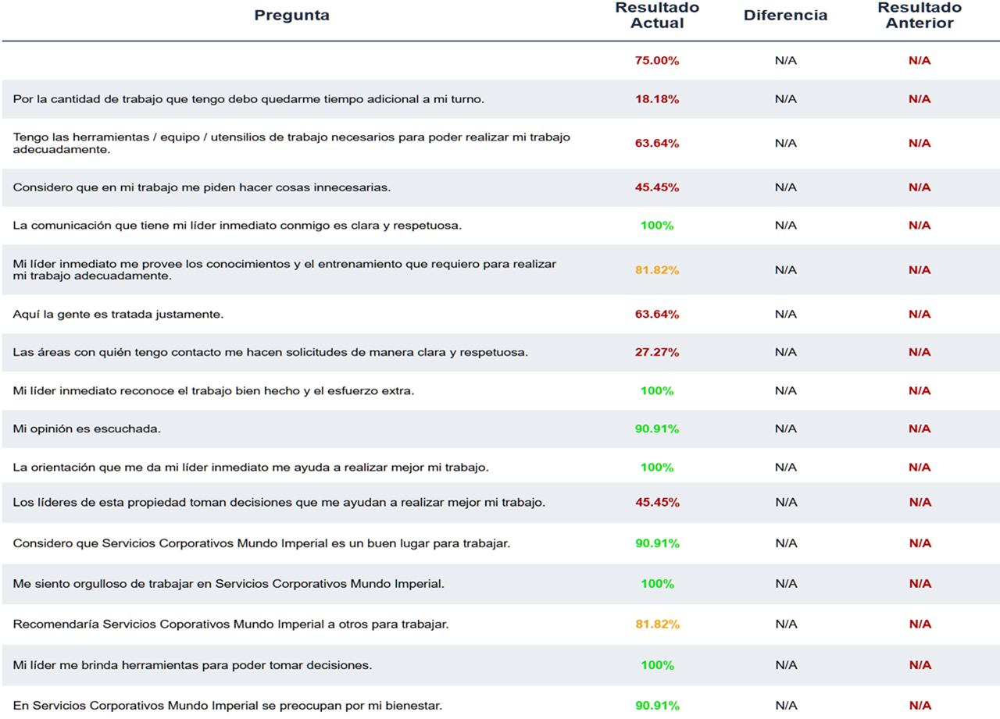 Pregunta Resultado Actual Diferencia Resultado Anterior
75.00% N/A N/A
Por la cantidad de trabajo que tengo debo quedarme tiempo adicional a mi turno. 18.18% N/A N/A
Tengo las herramientas / equipo / utensilios de trabajo necesarios para poder realizar mi trabajo
adecuadamente. 63.64% N/A N/A
Considero que en mi trabajo me piden hacer cosas innecesarias. 45.45% N/A N/A
La comunicación que tiene mi líder inmediato conmigo es clara y respetuosa. 100% N/A N/A
Mi líder inmediato me provee los conocimientos y el entrenamiento que requiero para realizar
mi trabajo adecuadamente. 81.82% N/A N/A
Aquí la gente es tratada justamente. 63.64% N/A N/A
Las áreas con quién tengo contacto me hacen solicitudes de manera clara y respetuosa. 27.27% N/A N/A
Mi líder inmediato reconoce el trabajo bien hecho y el esfuerzo extra. 100% N/A N/A
Mi opinión es escuchada. 90.91% N/A N/A
La orientación que me da mi líder inmediato me ayuda a realizar mejor mi trabajo. 100% N/A N/A
Los líderes de esta propiedad toman decisiones que me ayudan a realizar mejor mi trabajo. 45.45% N/A N/A
Considero que Servicios Corporativos Mundo Imperial es un buen lugar para trabajar. 90.91% N/A N/A
Me siento orgulloso de trabajar en Servicios Corporativos Mundo Imperial. 100% N/A N/A
Recomendaría Servicios Coporativos Mundo Imperial a otros para trabajar. 81.82% N/A N/A
Mi líder me brinda herramientas para poder tomar decisiones. 100% N/A N/A
En Servicios Corporativos Mundo Imperial se preocupan por mi bienestar. 90.91% N/A N/A